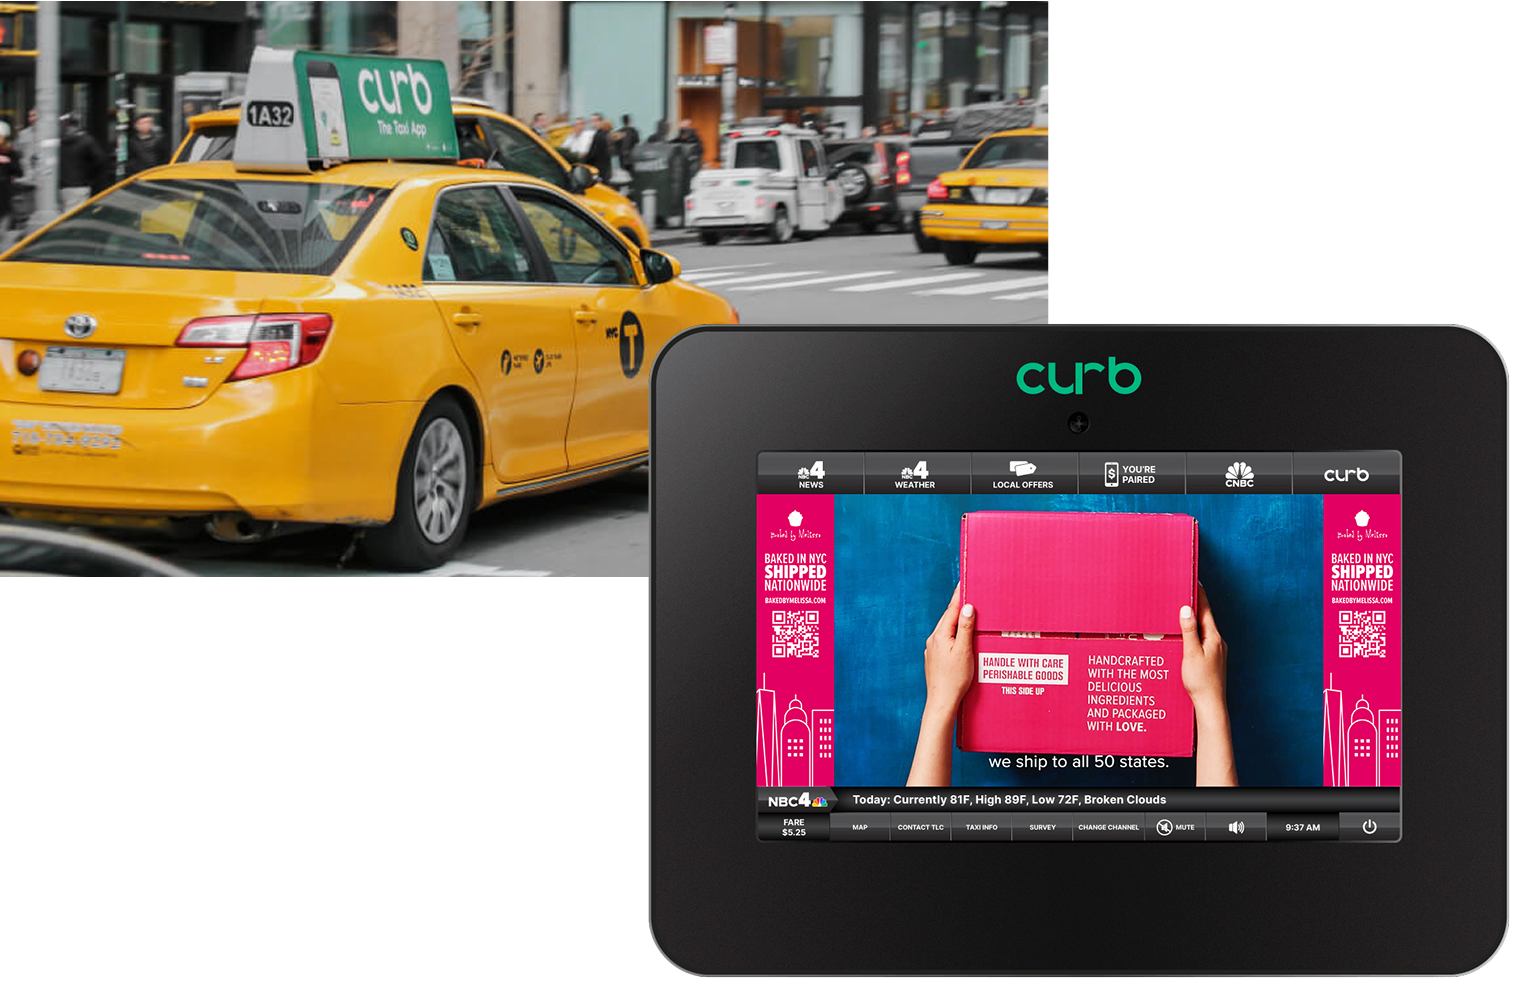 curb
The Taxi App
1A32
NYC T
curb
NBC 4
NEWS
NBC 4
WEATHER
LOCAL OFFERS
$
YOU'RE
PAIRED
CNBC
curb
Baked by Melissa
BAKED IN NYC
SHIPPED
NATIONWIDE
BAKEDBYMELISSA.COM
HANDLE WITH CARE
PERISHABLE GOODS
THIS SIDE UP
HANDCRAFTED
WITH THE MOST
DELICIOUS
INGREDIENTS
AND PACKAGED
WITH LOVE.
we ship to all 50 states.
Baked by Melissa
BAKED IN NYC
SHIPPED
NATIONWIDE
BAKEDBYMELISSA.COM
NBC 4
Today: Currently 81F, High 89F, Low 72F, Broken Clouds
FARE
$5.25
MAP
CONTACT TLC
TAXI INFO
SURVEY
CHANGE CHANNEL
MUTE
9:37 AM